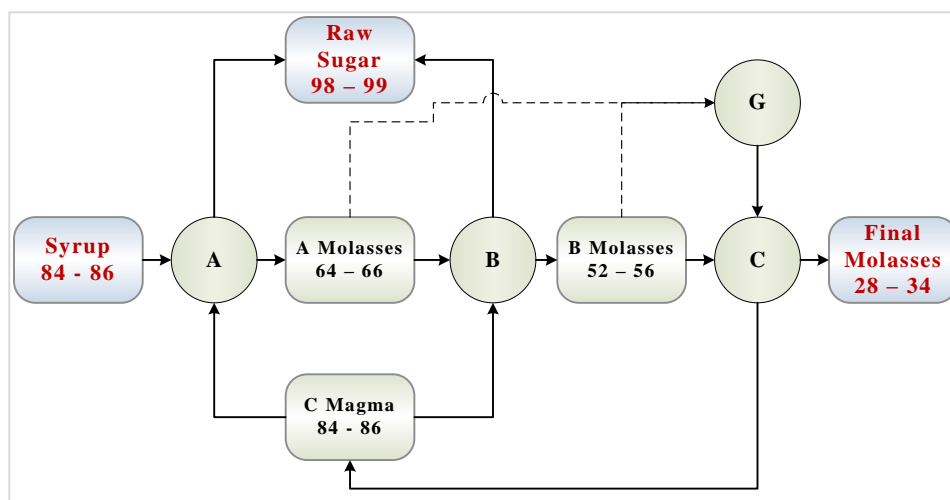 Raw
Sugar
98 – 99
G
Syrup
84 - 86
A
A Molasses
64 – 66
B
B Molasses
52 – 56
C
Final
Molasses
28 – 34
C Magma
84 - 86